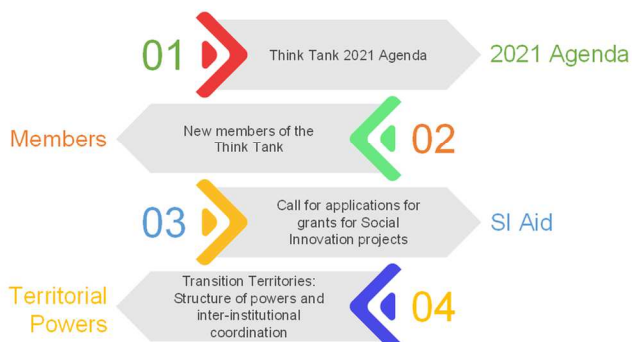 01
Think Tank 2021 Agenda
2021 Agenda
Members
New members of the
Think Tank
02
03
Call for applications for
grants for Social
Innovation projects
SI Aid
Territorial
Powers
Transition Territories:
Structure of powers and
inter-institutional
coordination
04